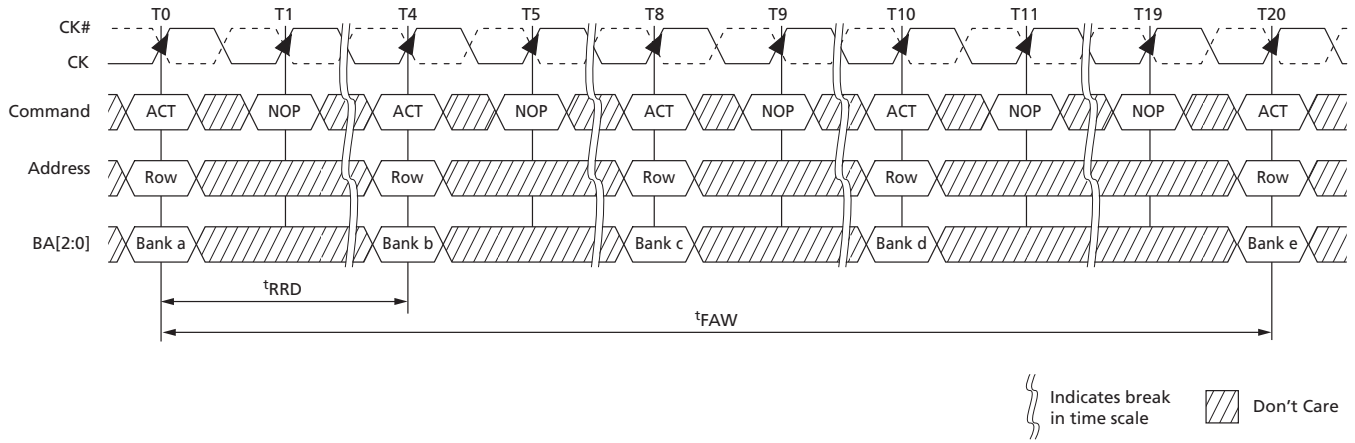 T0 T1 T4 T5 T8 T9 T10 T11 T19 T20
CK#
CK
Command ACT NOP ACT NOP ACT NOP ACT NOP NOP ACT
Address Row Row Row Row Row
BA[2:0] Bank a Bank b Bank c Bank d Bank e
tRRD
tFAW
Indicates break
in time scale
Don't Care